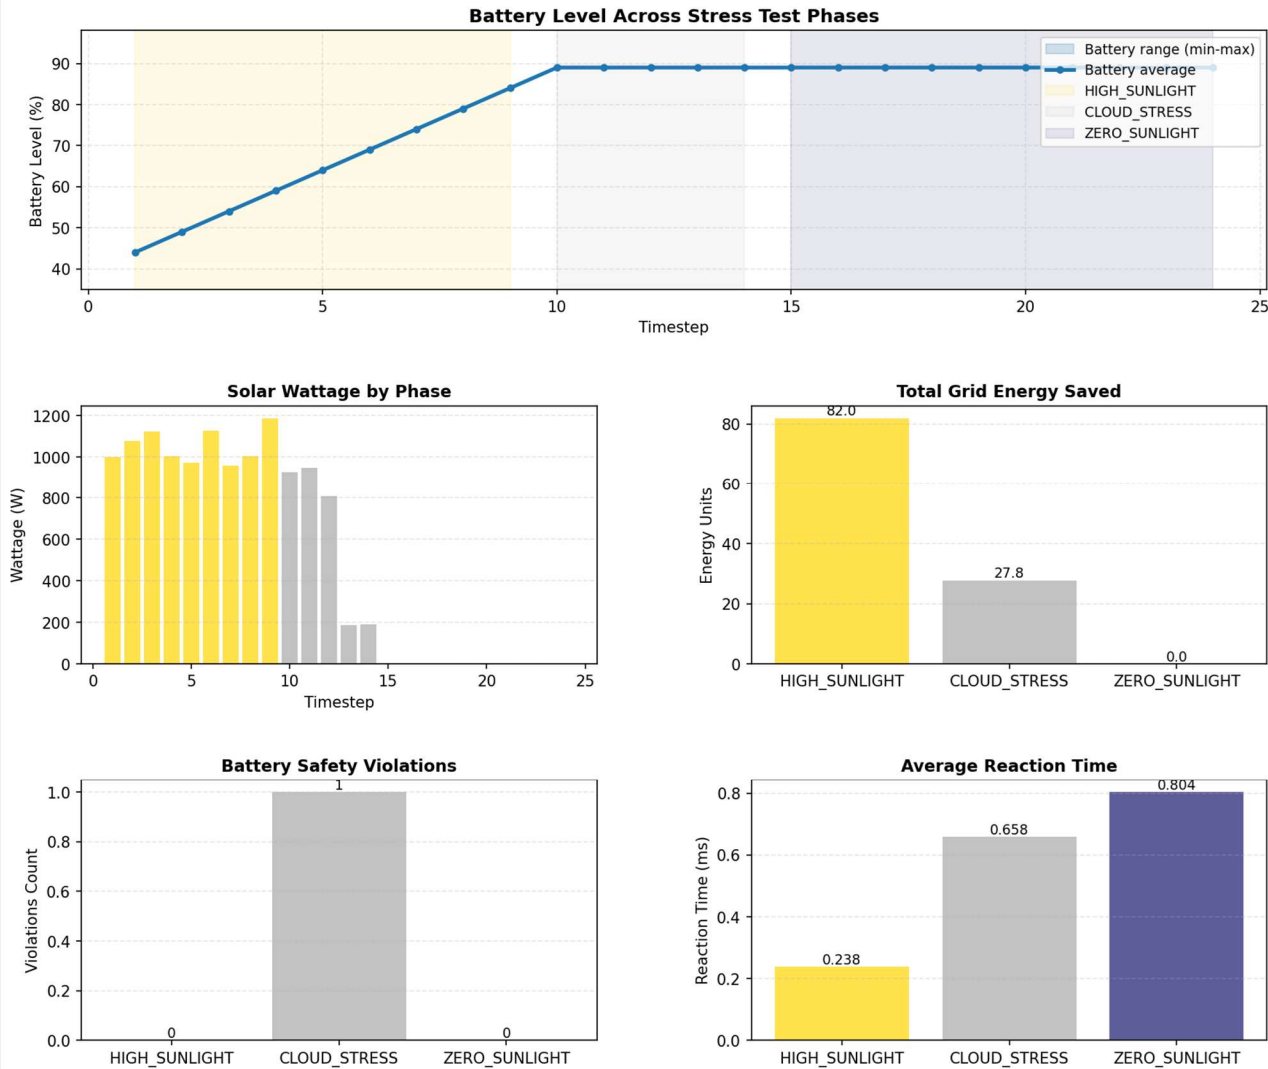 Battery Level Across Stress Test Phases
Battery Level (%)
90
80
70
60
50
40
0 5 10 15 20 25
Timestep
Battery range (min-max)
Battery average
HIGH_SUNLIGHT
CLOUD_STRESS
ZERO_SUNLIGHT
Solar Wattage by Phase
Wattage (W)
1200
1000
800
600
400
200
0
0 5 10 15 20 25
Timestep
Total Grid Energy Saved
Energy Units
80
60
40
20
0
82.0
27.8
0.0
HIGH_SUNLIGHT CLOUD_STRESS ZERO_SUNLIGHT
Battery Safety Violations
Violations Count
1.0
0.8
0.6
0.4
0.2
0.0
0
1
0
HIGH_SUNLIGHT CLOUD_STRESS ZERO_SUNLIGHT
Average Reaction Time
Reaction Time (ms)
0.8
0.6
0.4
0.2
0.0
0.238
0.658
0.804
HIGH_SUNLIGHT CLOUD_STRESS ZERO_SUNLIGHT